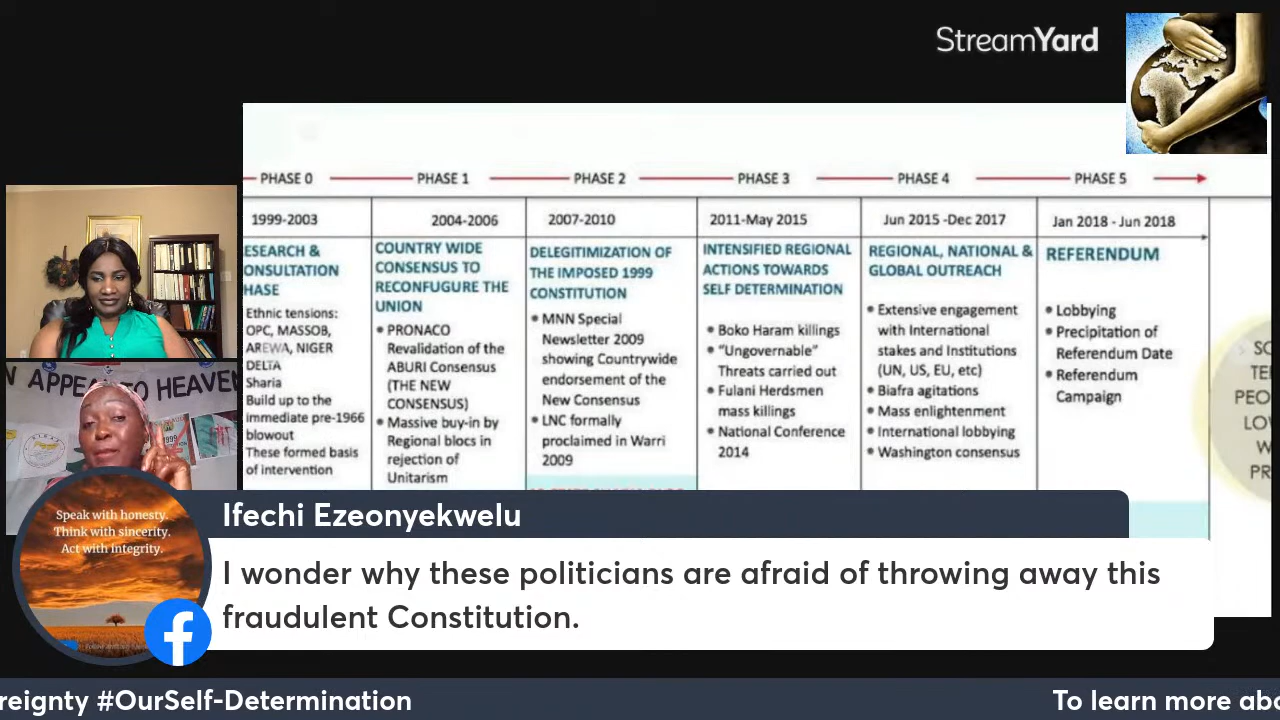 StreamYard
PHASE 0
PHASE 1
PHASE 2
PHASE 3
PHASE 4
PHASE 5
1999-2003
2004-2006
2007-2010
2011-May 2015
Jun 2015 -Dec 2017
Jan 2018 - Jun 2018
ESEARCH &
ONSULTATION
HASE
Ethnic tensions:
OPC, MASSOB,
AREWA, NIGER
DELTA
Sharia
Build up to the
immediate pre-1966
blowout
These formed basis
of intervention
COUNTRY WIDE
CONSENSUS TO
RECONFUGURE THE
UNION
• PRONACO
Revalidation of the
ABURI Consensus
(THE NEW
CONSENSUS)
• Massive buy-in by
Regional blocs in
rejection of
Unitarism
DELEGITIMIZATION OF
THE IMPOSED 1999
CONSTITUTION
• MNN Special
Newsletter 2009
showing Countrywide
endorsement of the
New Consensus
• LNC formally
proclaimed in Warri
2009
INTENSIFIED REGIONAL
ACTIONS TOWARDS
SELF DETERMINATION
• Boko Haram killings
• "Ungovernable"
Threats carried out
• Fulani Herdsmen
mass killings
• National Conference
2014
REGIONAL, NATIONAL &
GLOBAL OUTREACH
• Extensive engagement
with International
stakes and Institutions
(UN, US, EU, etc)
• Biafra agitations
• Mass enlightenment
• International lobbying
• Washington consensus
REFERENDUM
• Lobbying
• Precipitation of
Referendum Date
• Referendum
Campaign
SC
TE
PEO
LO
W
PR
N APPEAL TO HEAVEN
1999
Speak with honesty.
Think with sincerity.
Act with integrity.
Ifechi Ezeonyekwelu
I wonder why these politicians are afraid of throwing away this
fraudulent Constitution.
reignty #OurSelf-Determination
To learn more abo